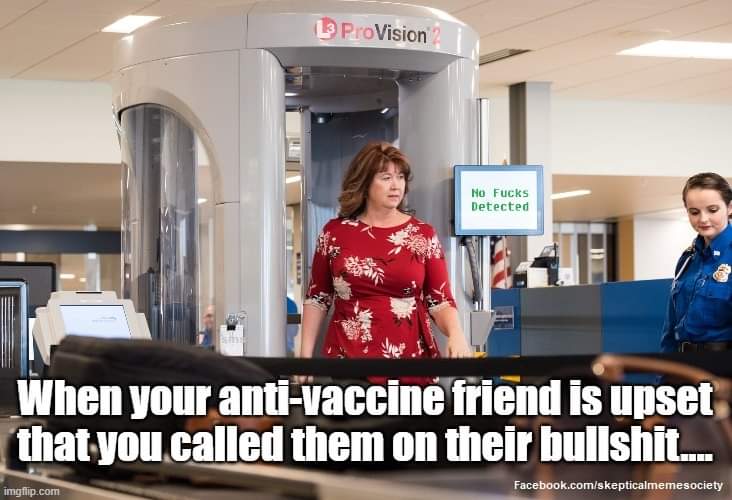 L3 ProVision 2
No Fucks
Detected
When your anti-vaccine friend is upset
that you called them on their bullshit....
Facebook.com/skepticalmemesociety
imgflip.com